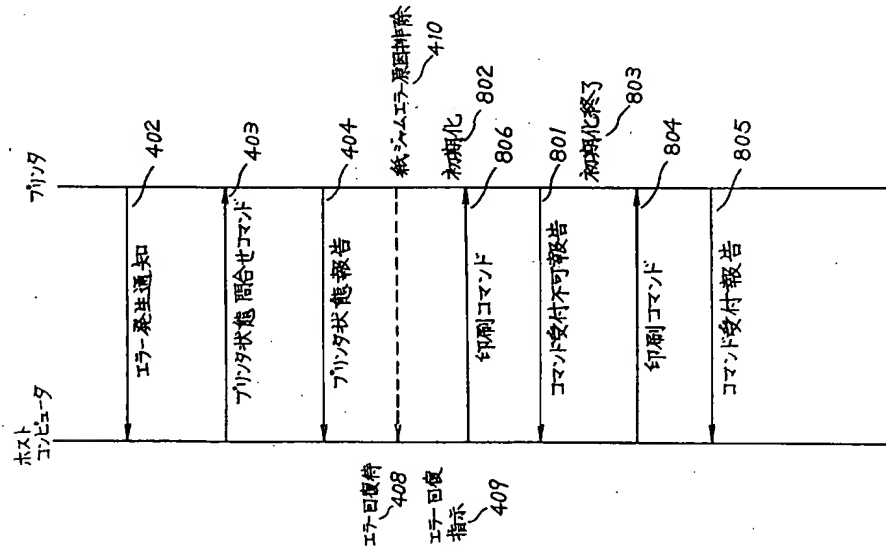 ホスト
コンピュータ
プリンタ
エラー発生通知
402
プリンタ状態問合せコマンド
403
プリンタ状態報告
404
エラー回復待
408
紙ジャムエラー原因排除
410
エラー回復
指示
409
初期化
802
印刷コマンド
806
コマンド受付不可報告
801
初期化終了
803
印刷コマンド
804
コマンド受付報告
805